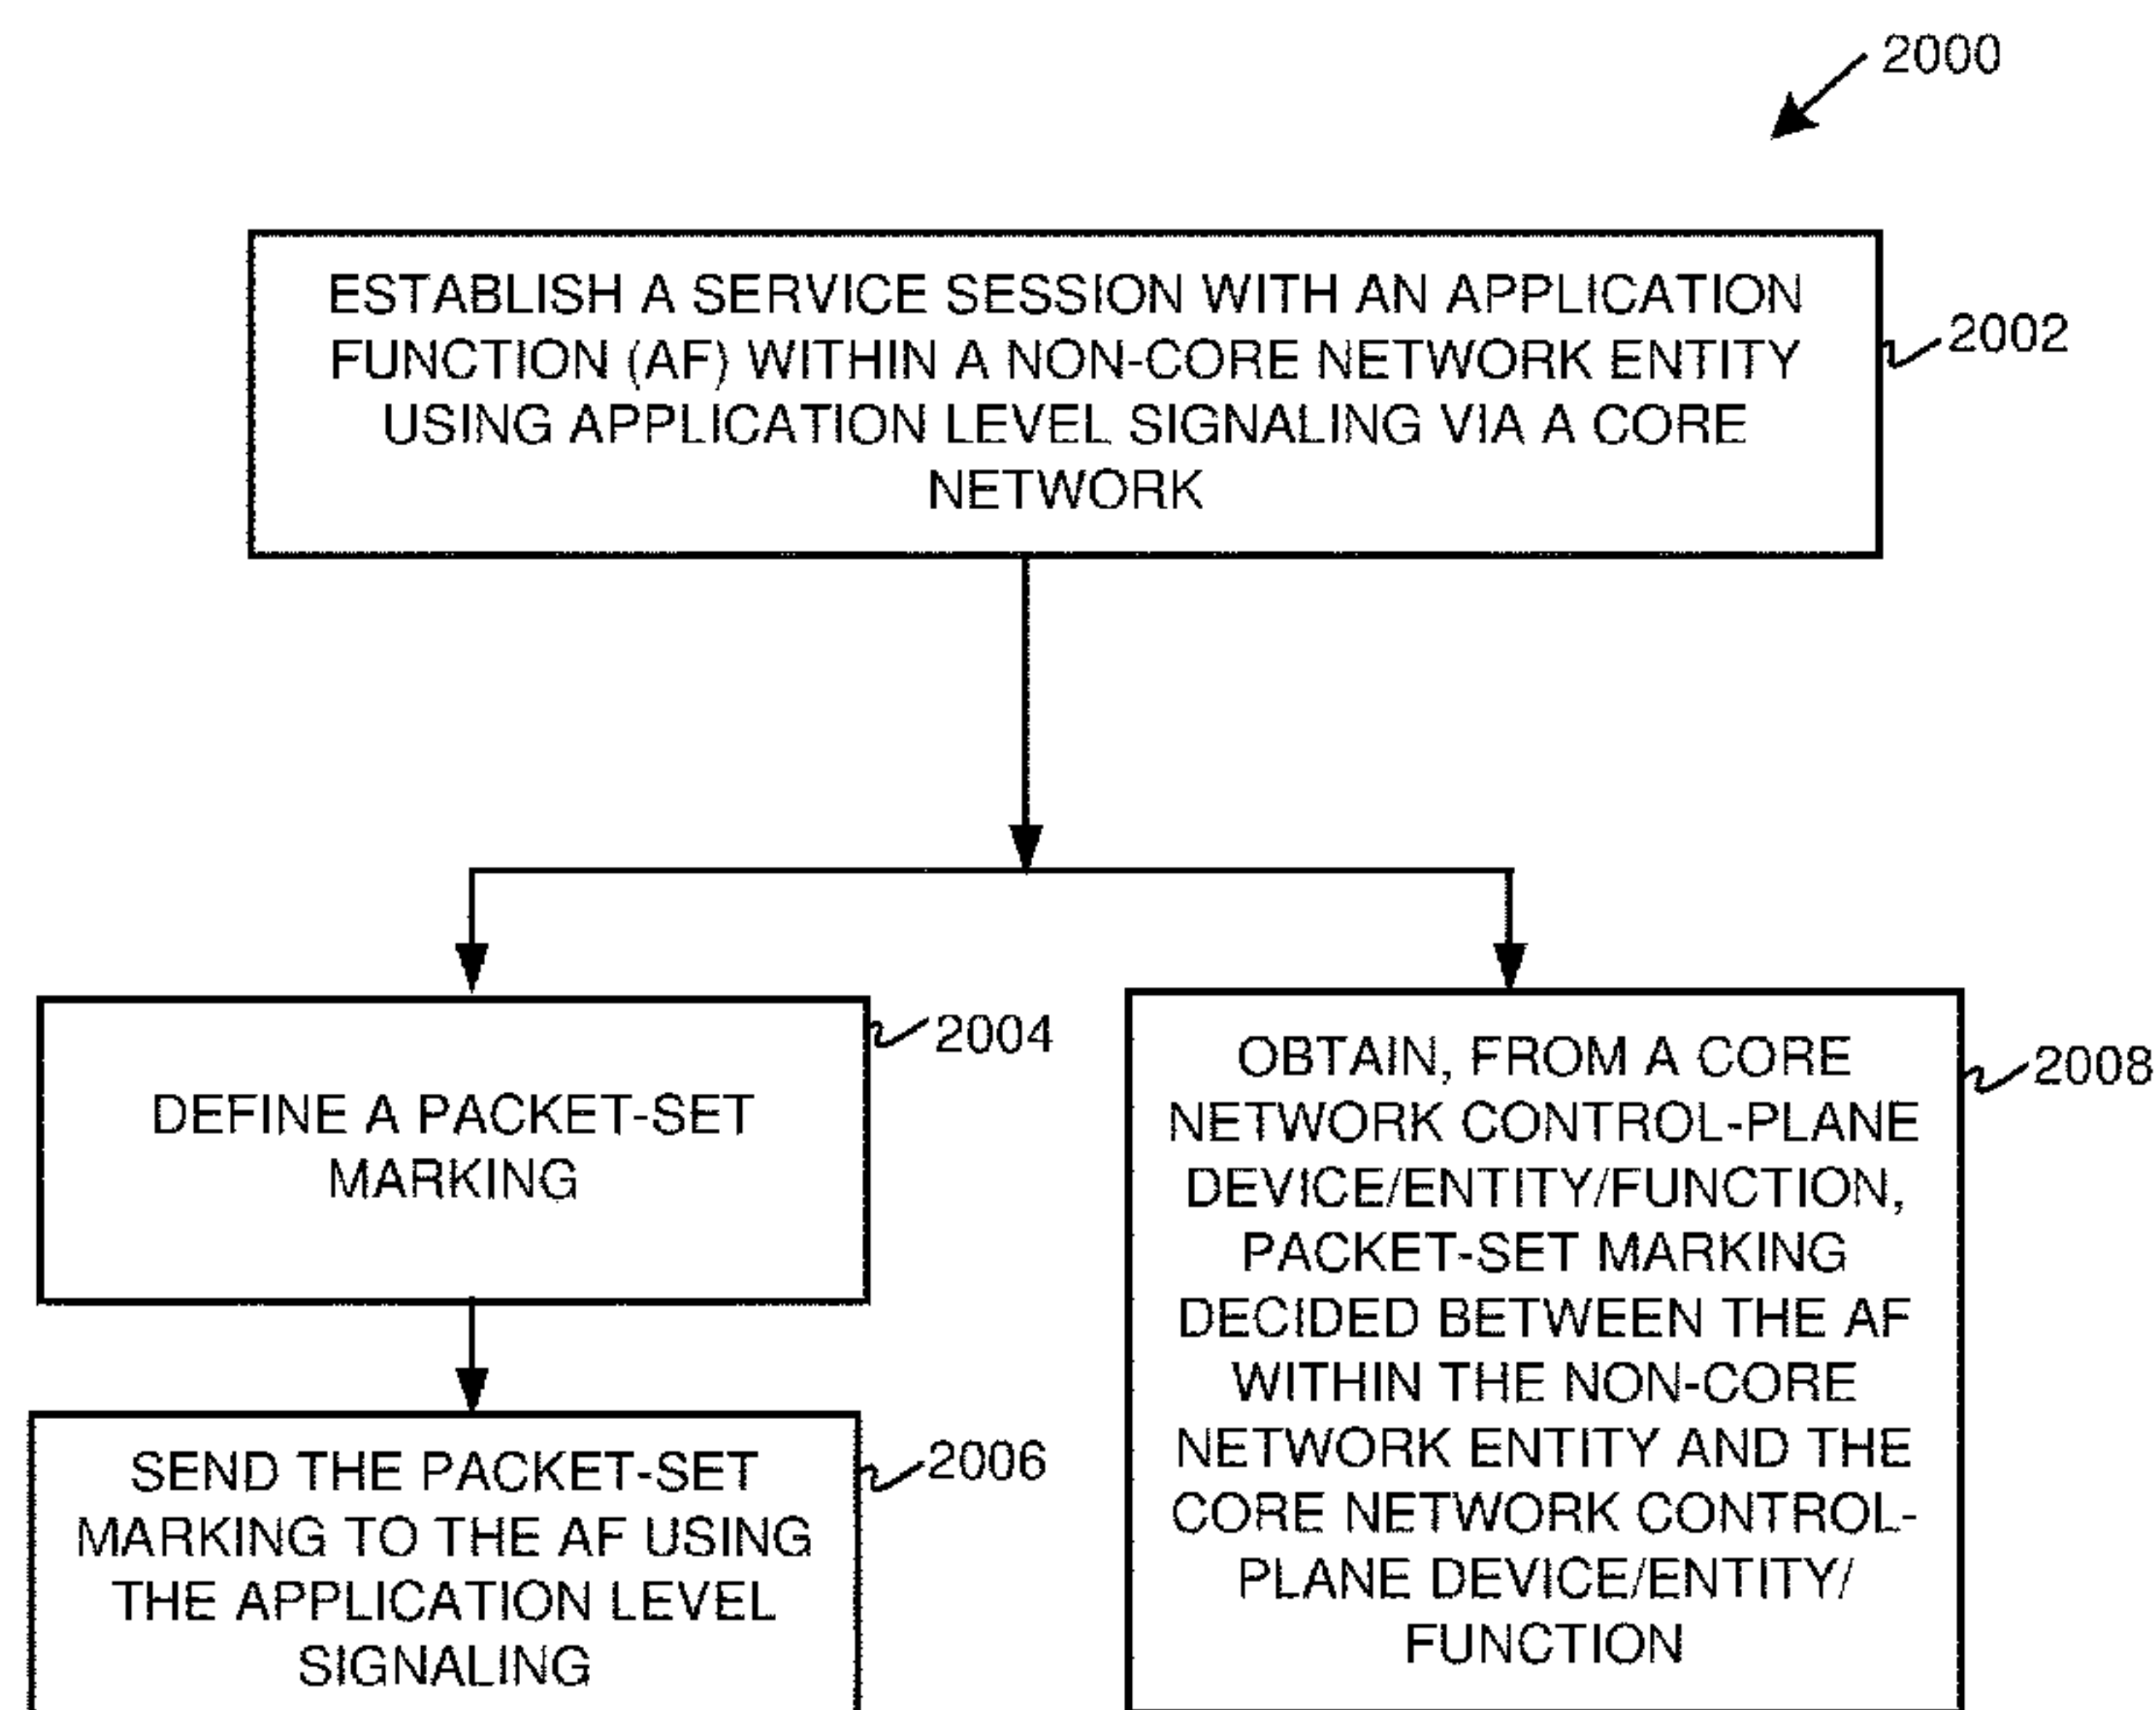 2000
ESTABLISH A SERVICE SESSION WITH AN APPLICATION
FUNCTION (AF) WITHIN A NON-CORE NETWORK ENTITY
USING APPLICATION LEVEL SIGNALING VIA A CORE
NETWORK
2002
DEFINE A PACKET-SET
MARKING
2004
SEND THE PACKET-SET
MARKING TO THE AF USING
THE APPLICATION LEVEL
SIGNALING
2006
OBTAIN, FROM A CORE
NETWORK CONTROL-PLANE
DEVICE/ENTITY/FUNCTION,
PACKET-SET MARKING
DECIDED BETWEEN THE AF
WITHIN THE NON-CORE
NETWORK ENTITY AND THE
CORE NETWORK CONTROL-
PLANE DEVICE/ENTITY/
FUNCTION
2008